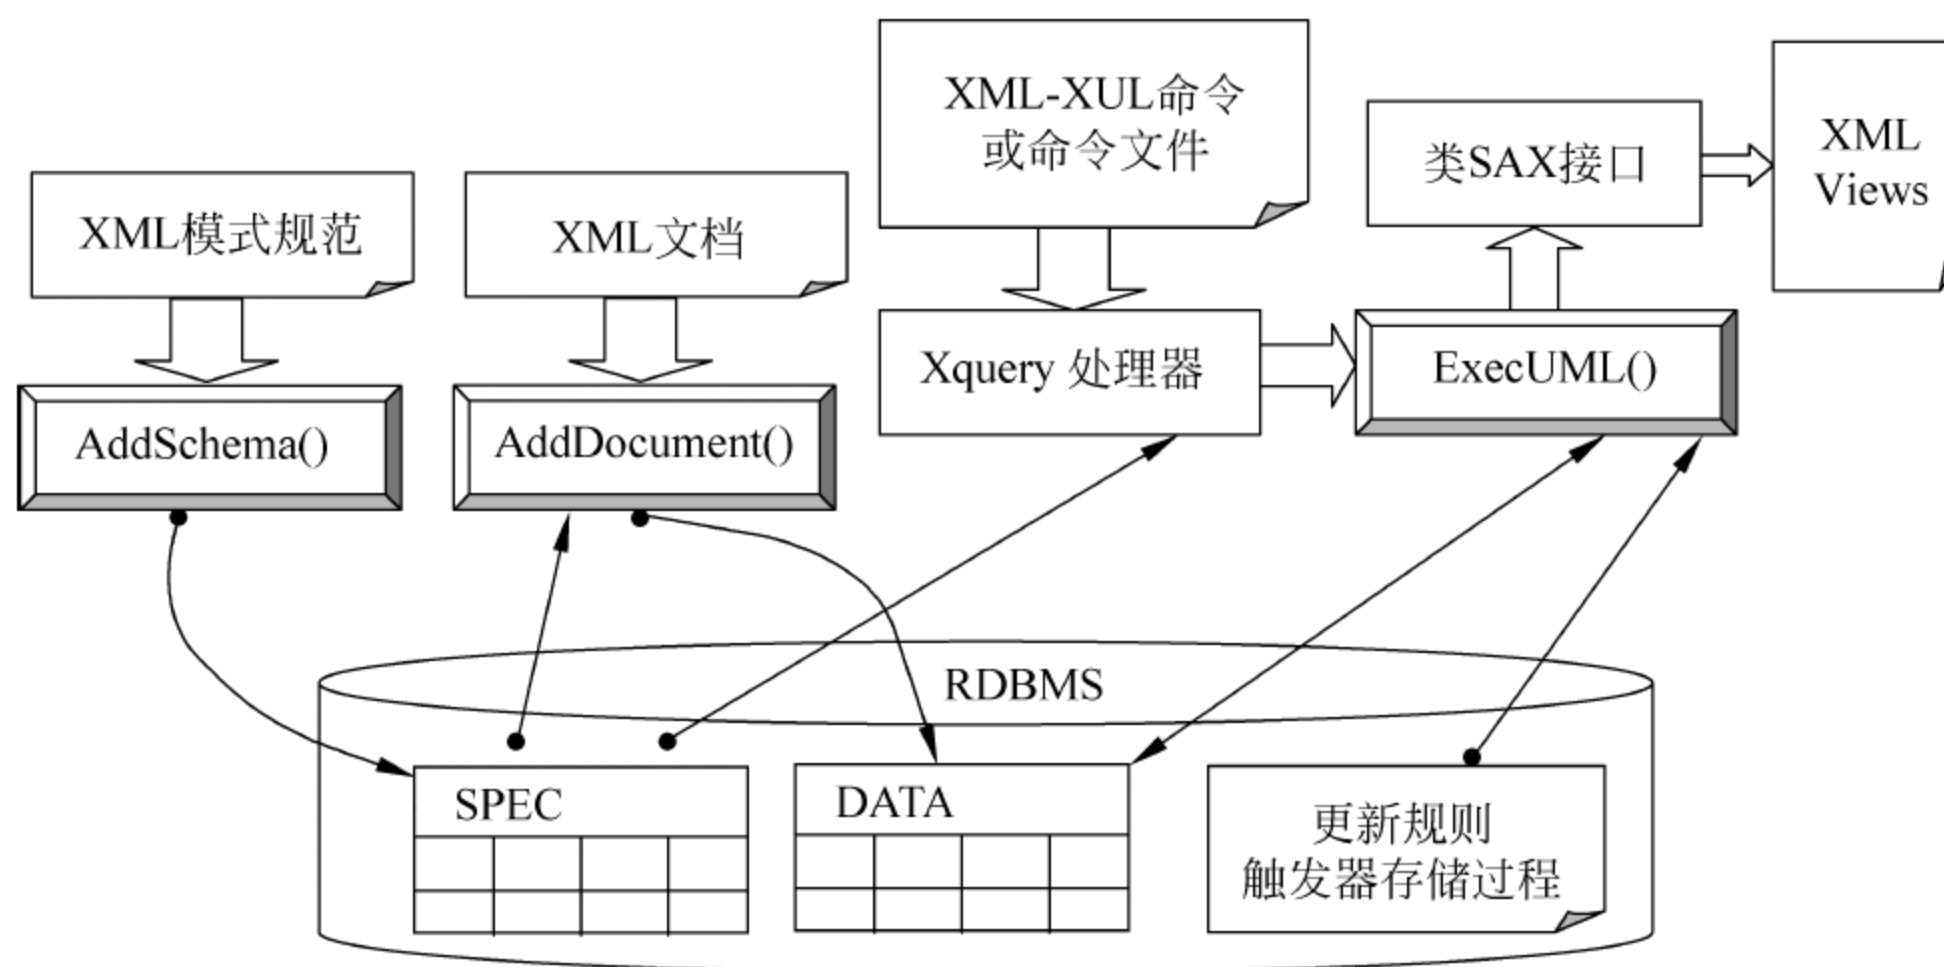 XML-XUL命令
或命令文件
XML
Views
类SAX接口
XML模式规范
XML文档
Xquery 处理器
ExecUML()
AddSchema()
AddDocument()
RDBMS
SPEC
DATA
更新规则
触发器存储过程